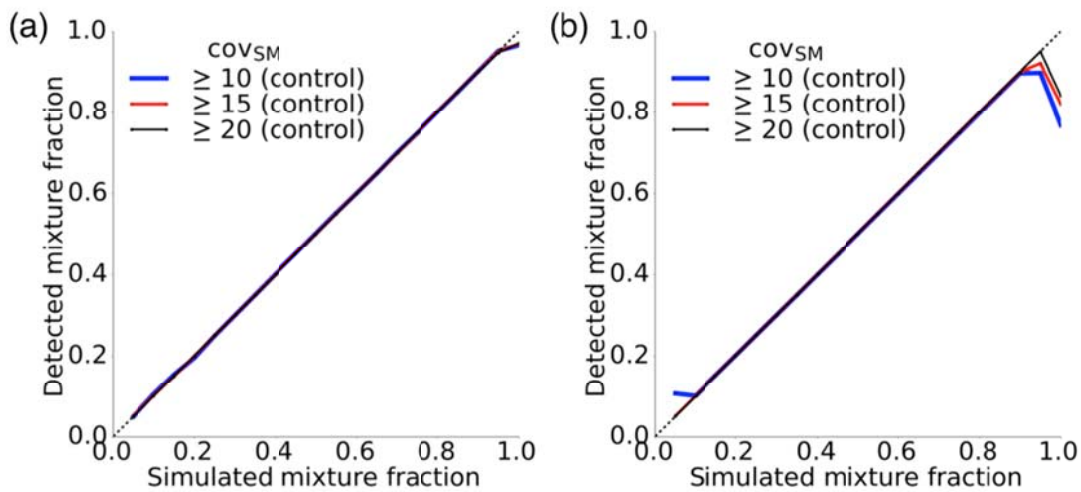 (a)
Detected mixture fraction
1.0
0.8
0.6
0.4
0.2
0.0
covSM
≥ 10 (control)
≥ 15 (control)
≥ 20 (control)
0.0 0.2 0.4 0.6 0.8 1.0
Simulated mixture fraction
(b)
Detected mixture fraction
1.0
0.8
0.6
0.4
0.2
0.0
covSM
≥ 10 (control)
≥ 15 (control)
≥ 20 (control)
0.0 0.2 0.4 0.6 0.8 1.0
Simulated mixture fraction